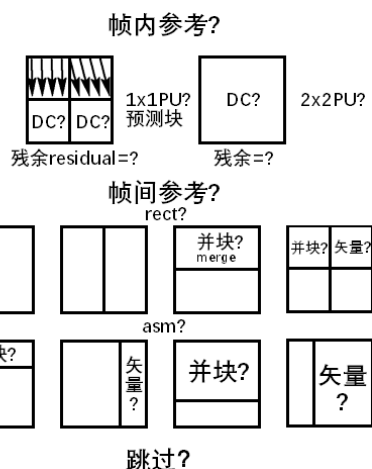 帧内参考?
DC? DC?
1x1PU?
预测块
DC?
2x2PU?
残余residual=?
残余=?
帧间参考?
rect?
并块?
merge
并块? 矢量?
asm?
块?
矢量?
并块?
矢量?
跳过?